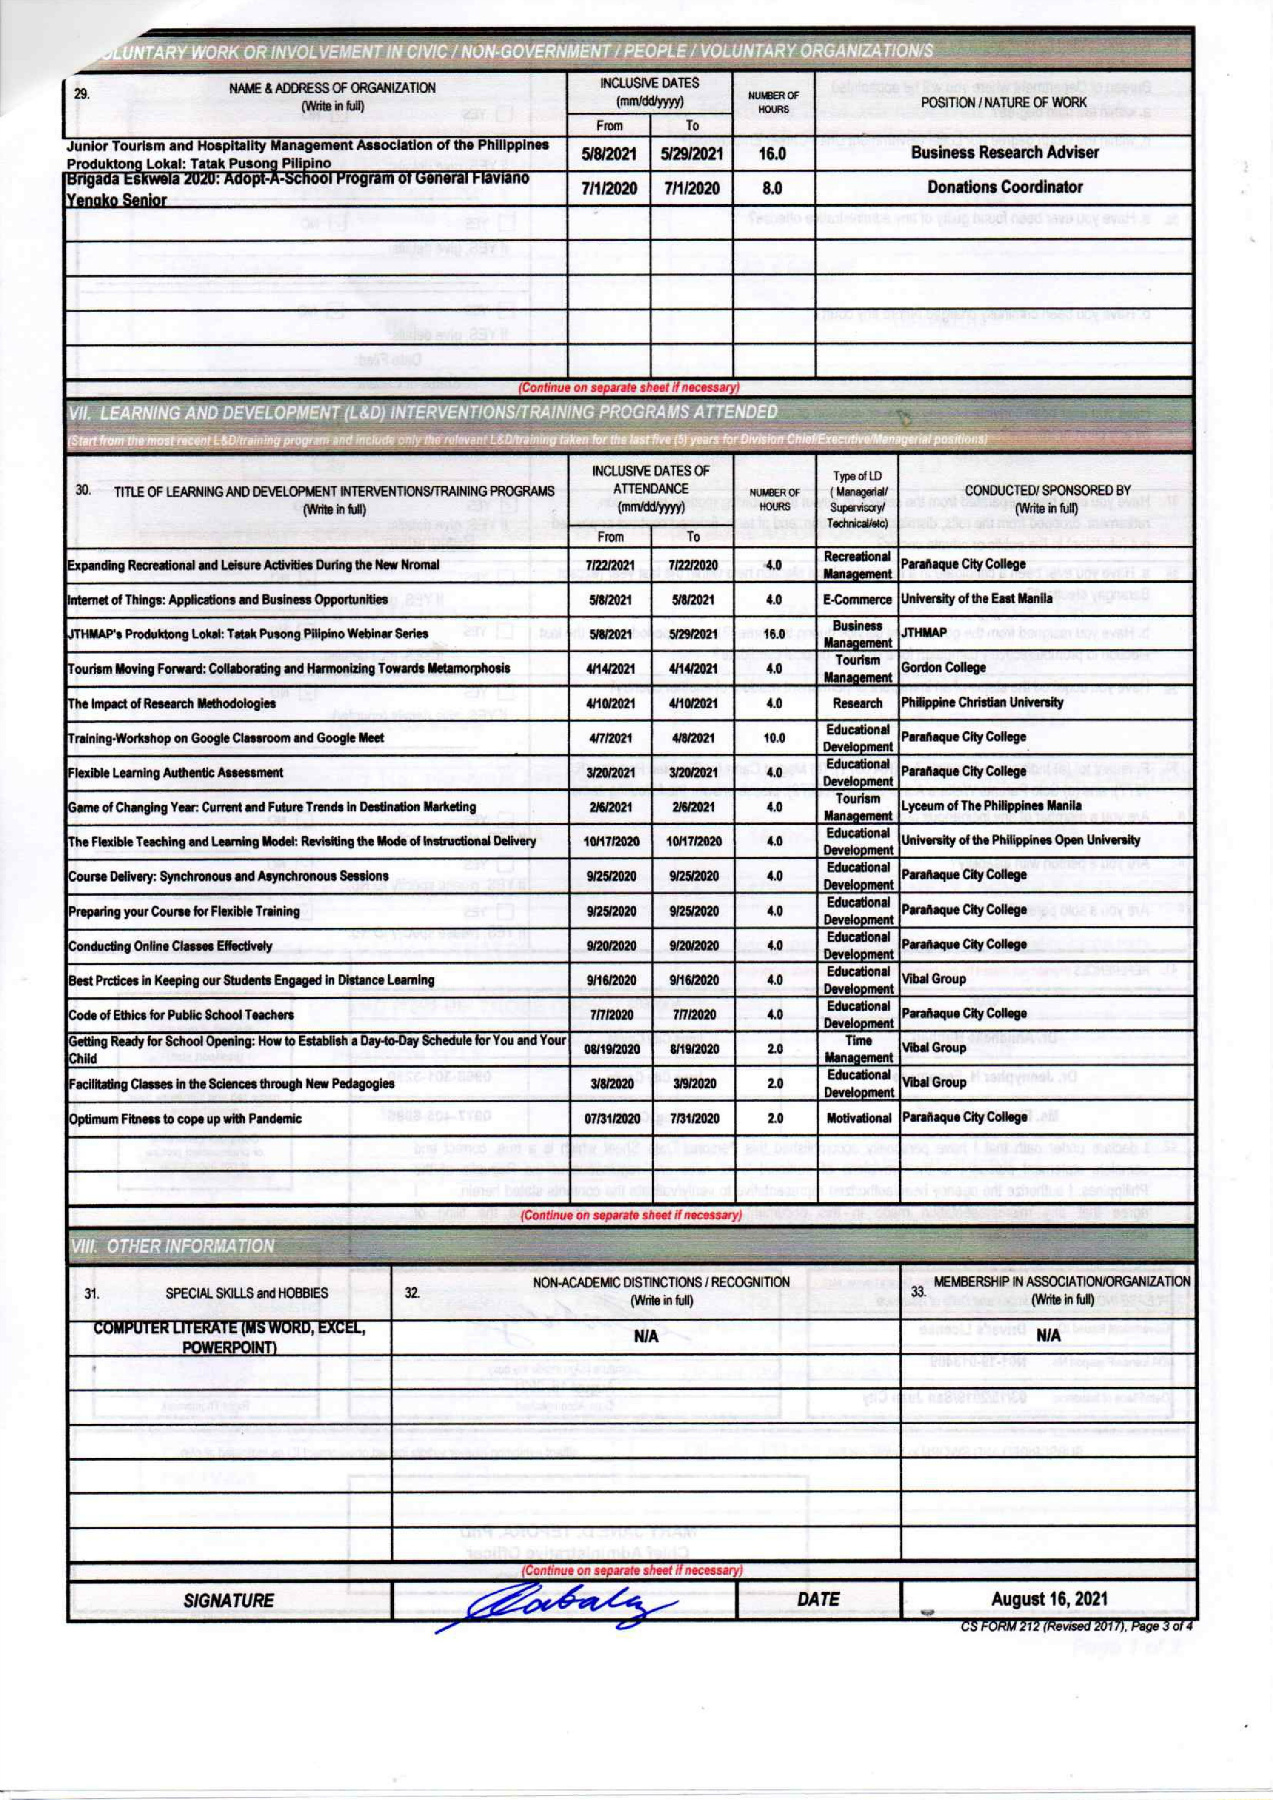 OLUNTARY WORK OR INVOLVEMENT IN CIVIC / NON-GOVERNMENT / PEOPLE / VOLUNTARY ORGANIZATION/S
29. NAME & ADDRESS OF ORGANIZATION (Write in full) INCLUSIVE DATES (mm/dd/yyyy) NUMBER OF HOURS POSITION / NATURE OF WORK
From To
Junior Tourism and Hospitality Management Association of the Philippines
Produktong Lokal: Tatak Pusong Pilipino 5/8/2021 5/29/2021 16.0 Business Research Adviser
Brigada Eskwela 2020: Adopt-A-School Program of General Flaviano
Yengko Senior 7/1/2020 7/1/2020 8.0 Donations Coordinator
(Continue on separate sheet if necessary)
VII. LEARNING AND DEVELOPMENT (L&D) INTERVENTIONS/TRAINING PROGRAMS ATTENDED
(Start from the most recent L&D/training program and include only the relevant L&D/training taken for the last five (5) years for Division Chief/Executive/Managerial positions)
30. TITLE OF LEARNING AND DEVELOPMENT INTERVENTIONS/TRAINING PROGRAMS (Write in full) INCLUSIVE DATES OF ATTENDANCE (mm/dd/yyyy) NUMBER OF HOURS Type of LD ( Managerial/ Supervisory/ Technical/etc) CONDUCTED/ SPONSORED BY (Write in full)
From To
Expanding Recreational and Leisure Activities During the New Nromal 7/22/2021 7/22/2020 4.0 Recreational Management Parañaque City College
Internet of Things: Applications and Business Opportunities 5/8/2021 5/8/2021 4.0 E-Commerce University of the East Manila
JTHMAP's Produktong Lokal: Tatak Pusong Pilipino Webinar Series 5/8/2021 5/29/2021 16.0 Business Management JTHMAP
Tourism Moving Forward: Collaborating and Harmonizing Towards Metamorphosis 4/14/2021 4/14/2021 4.0 Tourism Management Gordon College
The Impact of Research Methodologies 4/10/2021 4/10/2021 4.0 Research Philippine Christian University
Training-Workshop on Google Classroom and Google Meet 4/7/2021 4/8/2021 10.0 Educational Development Parañaque City College
Flexible Learning Authentic Assessment 3/20/2021 3/20/2021 4.0 Educational Development Parañaque City College
Game of Changing Year: Current and Future Trends in Destination Marketing 2/6/2021 2/6/2021 4.0 Tourism Management Lyceum of The Philippines Manila
The Flexible Teaching and Learning Model: Revisiting the Mode of Instructional Delivery 10/17/2020 10/17/2020 4.0 Educational Development University of the Philippines Open University
Course Delivery: Synchronous and Asynchronous Sessions 9/25/2020 9/25/2020 4.0 Educational Development Parañaque City College
Preparing your Course for Flexible Training 9/25/2020 9/25/2020 4.0 Educational Development Parañaque City College
Conducting Online Classes Effectively 9/20/2020 9/20/2020 4.0 Educational Development Parañaque City College
Best Prctices in Keeping our Students Engaged in Distance Learning 9/16/2020 9/16/2020 4.0 Educational Development Vibal Group
Code of Ethics for Public School Teachers 7/7/2020 7/7/2020 4.0 Educational Development Parañaque City College
Getting Ready for School Opening: How to Establish a Day-to-Day Schedule for You and Your
Child 08/19/2020 8/19/2020 2.0 Time Management Vibal Group
Facilitating Classes in the Sciences through New Pedagogies 3/8/2020 3/9/2020 2.0 Educational Development Vibal Group
Optimum Fitness to cope up with Pandemic 07/31/2020 7/31/2020 2.0 Motivational Parañaque City College
(Continue on separate sheet if necessary)
VIII. OTHER INFORMATION
31. SPECIAL SKILLS and HOBBIES 32. NON-ACADEMIC DISTINCTIONS / RECOGNITION (Write in full) 33. MEMBERSHIP IN ASSOCIATION/ORGANIZATION (Write in full)
COMPUTER LITERATE (MS WORD, EXCEL,
POWERPOINT) N/A N/A
(Continue on separate sheet if necessary)
SIGNATURE DATE August 16, 2021
CS FORM 212 (Revised 2017), Page 3 of 4